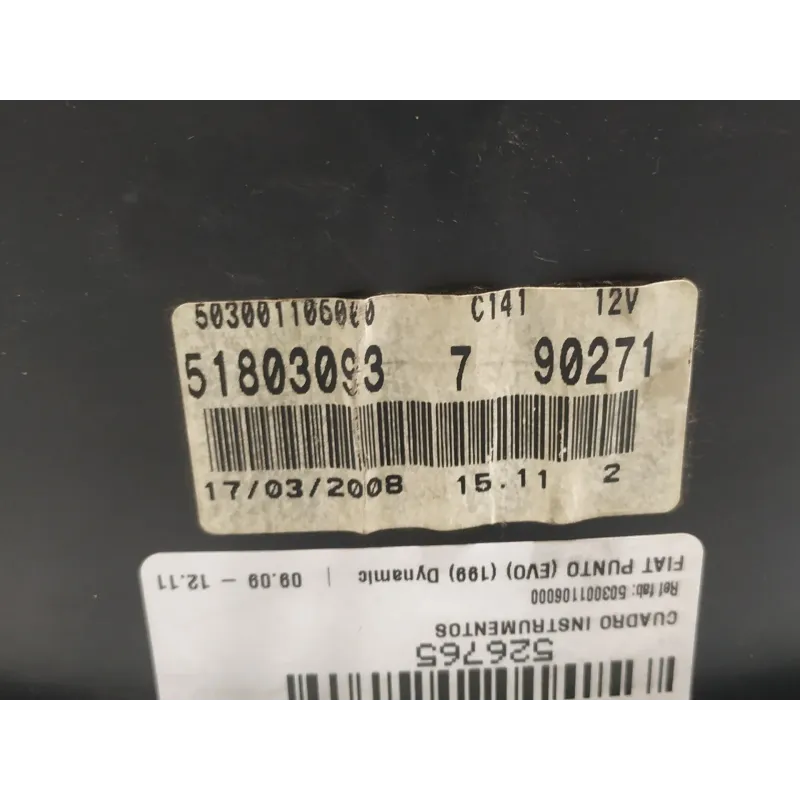 503001106000 C141 12V
51803093 7 90271
17/03/2008 15.11 2
526765
CUADRO INSTRUMENTOS
Ref fab: 503001106000
FIAT PUNTO (EVO) (199) Dynamic | 09.09 - 12.11